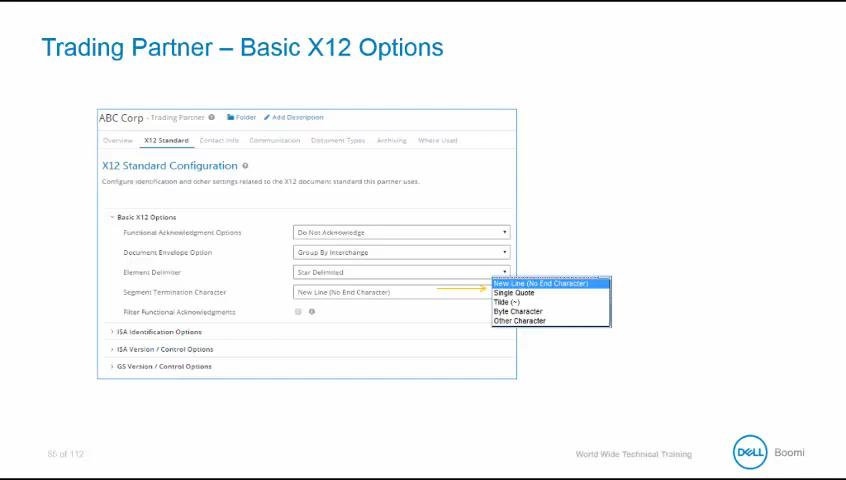 Trading Partner – Basic X12 Options
ABC Corp - Trading Partner Folder Add Description
Overview X12 Standard Contact Info Communication Document Types Archiving Where Used
X12 Standard Configuration
Configure identification and other settings related to the X12 document standard this partner uses.
Basic X12 Options
Functional Acknowledgment Options Do Not Acknowledge
Document Envelope Option Group By Interchange
Element Delimiter Star Delimited
Segment Termination Character New Line (No End Character)
New Line (No End Character)
Single Quote
Tilde (~)
Byte Character
Other Character
Filter Functional Acknowledgments
ISA Identification Options
ISA Version / Control Options
GS Version / Control Options
85 of 112
World Wide Technical Training
DELL Boomi